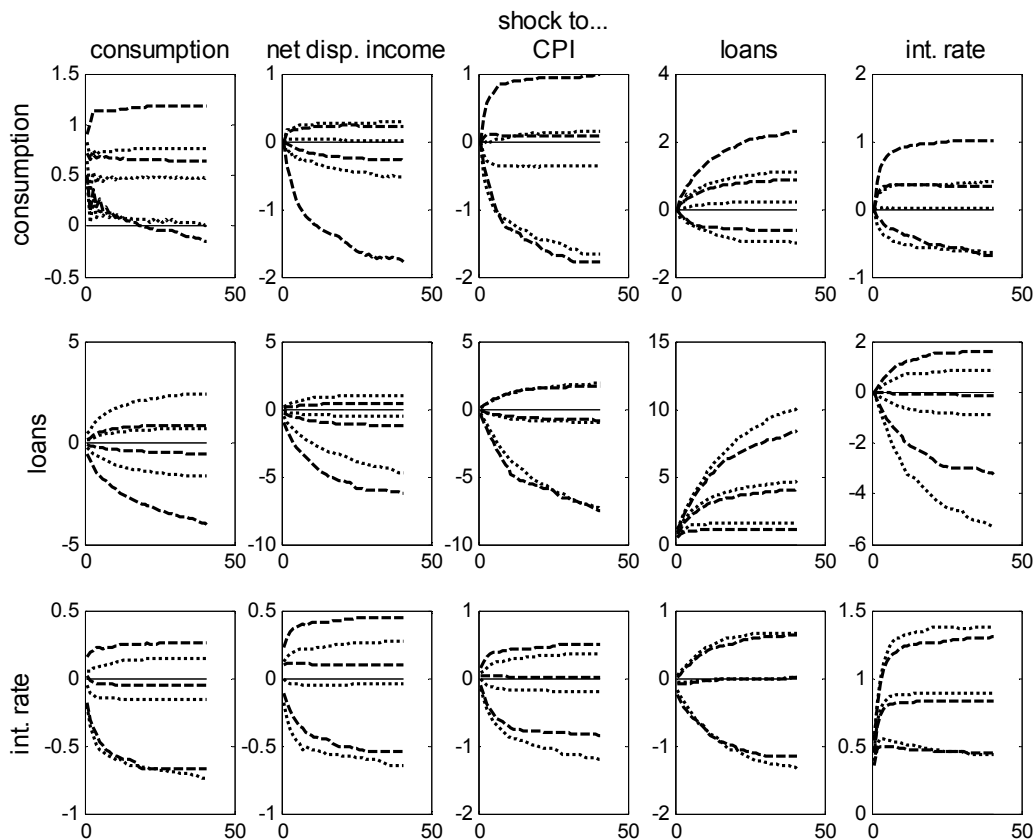 shock to...
consumption net disp. income CPI loans int. rate
consumption
1.5 1 1 4 2
1 0 0 2 1
0.5 -1 -1 0 0
0 -2 -2 -2 -1
-0.5
0 50 0 50 0 50 0 50 0 50
loans
5 5 5 15 2
0 0 0 10 0
-5 -5 -5 5 -2
-10 -10 0 -4
-6
0 50 0 50 0 50 0 50 0 50
int. rate
0.5 0.5 1 1 1.5
0 0 0 0 1
-0.5 -0.5 -1 -1 0.5
-1 -1 -2 -2 0
0 50 0 50 0 50 0 50 0 50